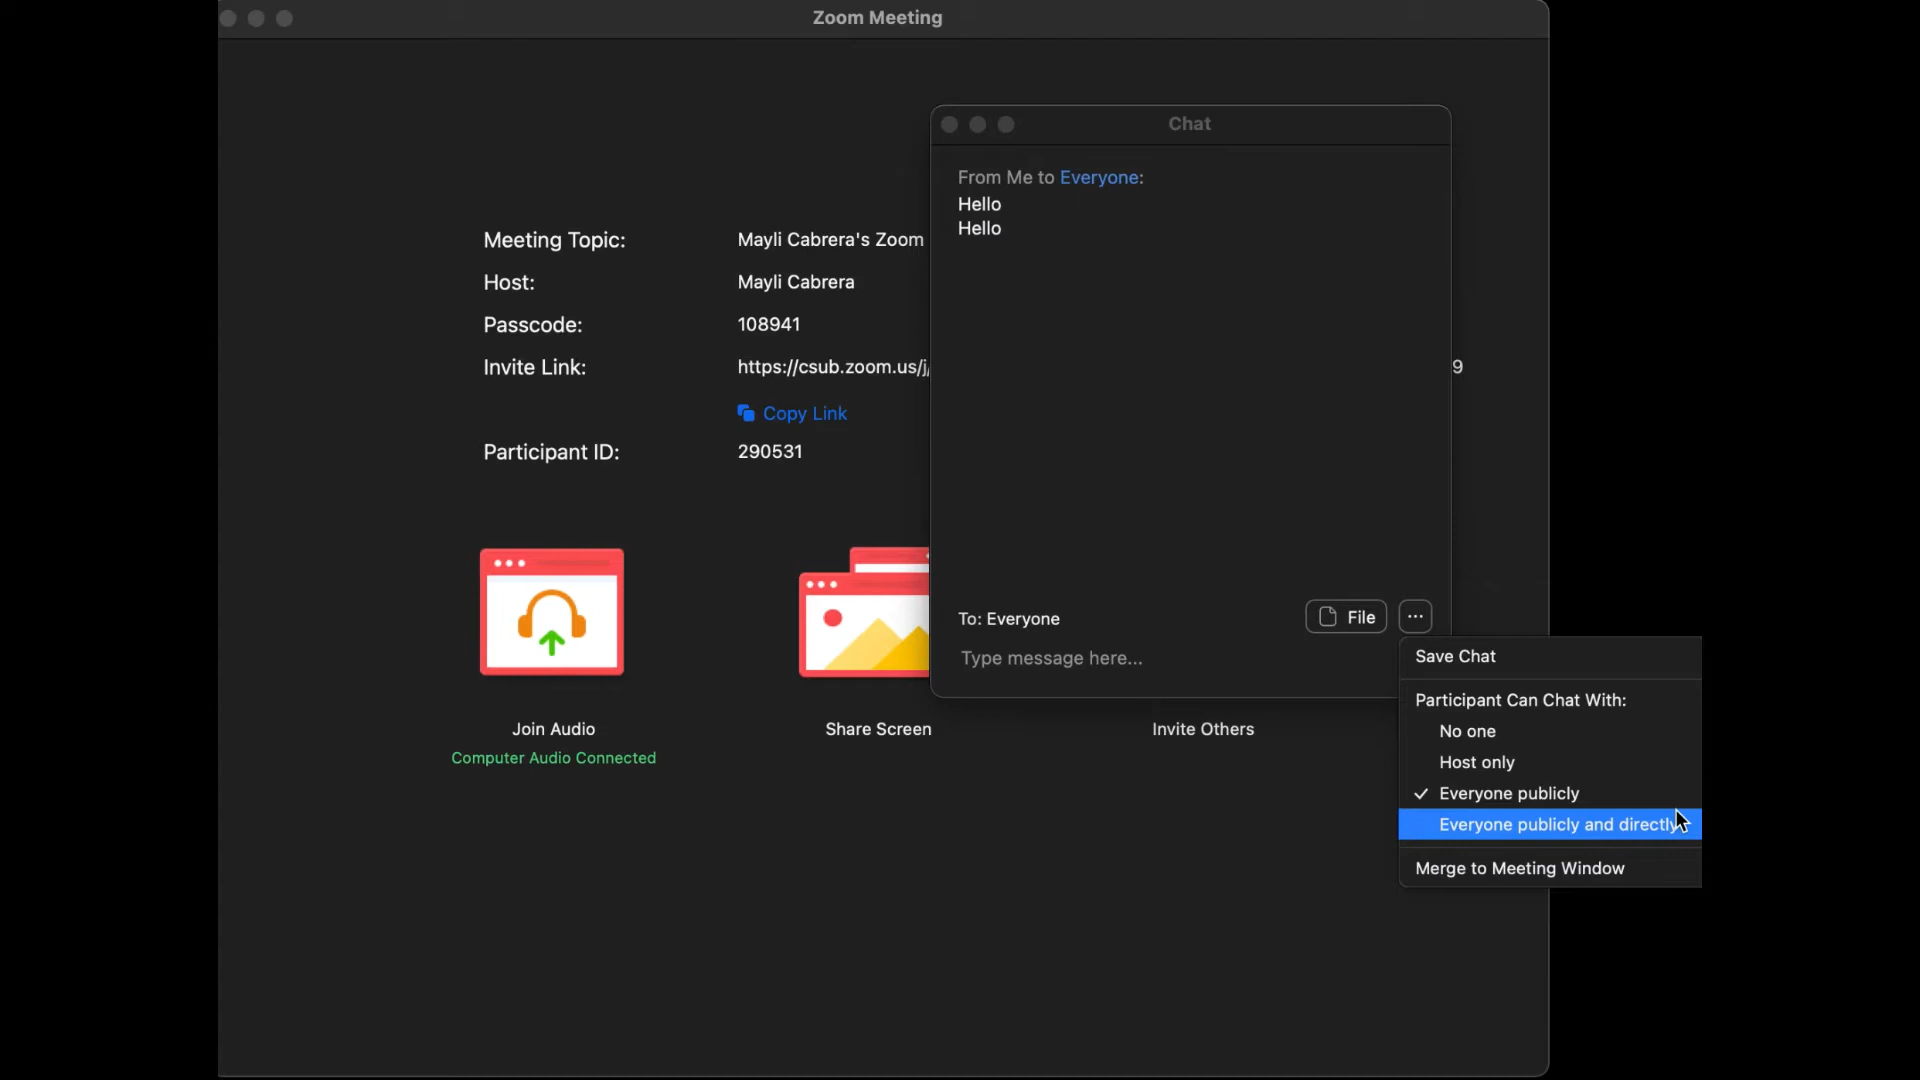 Zoom Meeting
Chat
From Me to Everyone:
Hello
Hello
Meeting Topic: Mayli Cabrera's Zoom
Host: Mayli Cabrera
Passcode: 108941
Invite Link: https://csub.zoom.us/j/ 9
Copy Link
Participant ID: 290531
To: Everyone File ...
Type message here...
Save Chat
Participant Can Chat With:
No one
Host only
✓ Everyone publicly
Everyone publicly and directly
Merge to Meeting Window
Join Audio Share Screen Invite Others
Computer Audio Connected